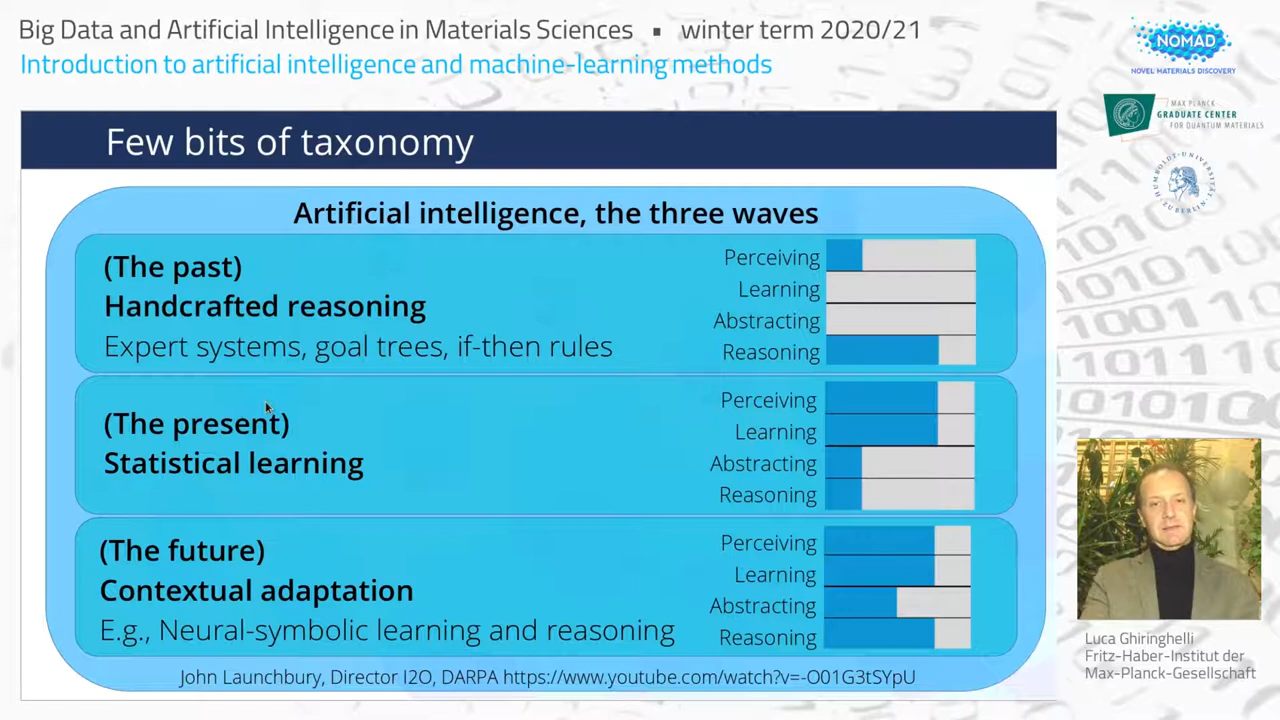 Big Data and Artificial Intelligence in Materials Sciences ▪ winter term 2020/21
Introduction to artificial intelligence and machine-learning methods
NOMAD
NOVEL MATERIALS DISCOVERY
MAX PLANCK
GRADUATE CENTER
FOR QUANTUM MATERIALS
HUMBOLDT-UNIVERSITÄT
ZU BERLIN
Few bits of taxonomy
Artificial intelligence, the three waves
(The past)
Handcrafted reasoning
Expert systems, goal trees, if-then rules
Perceiving
Learning
Abstracting
Reasoning
(The present)
Statistical learning
Perceiving
Learning
Abstracting
Reasoning
(The future)
Contextual adaptation
E.g., Neural-symbolic learning and reasoning
Perceiving
Learning
Abstracting
Reasoning
John Launchbury, Director I2O, DARPA https://www.youtube.com/watch?v=-O01G3tSYpU
Luca Ghiringhelli
Fritz-Haber-Institut der
Max-Planck-Gesellschaft